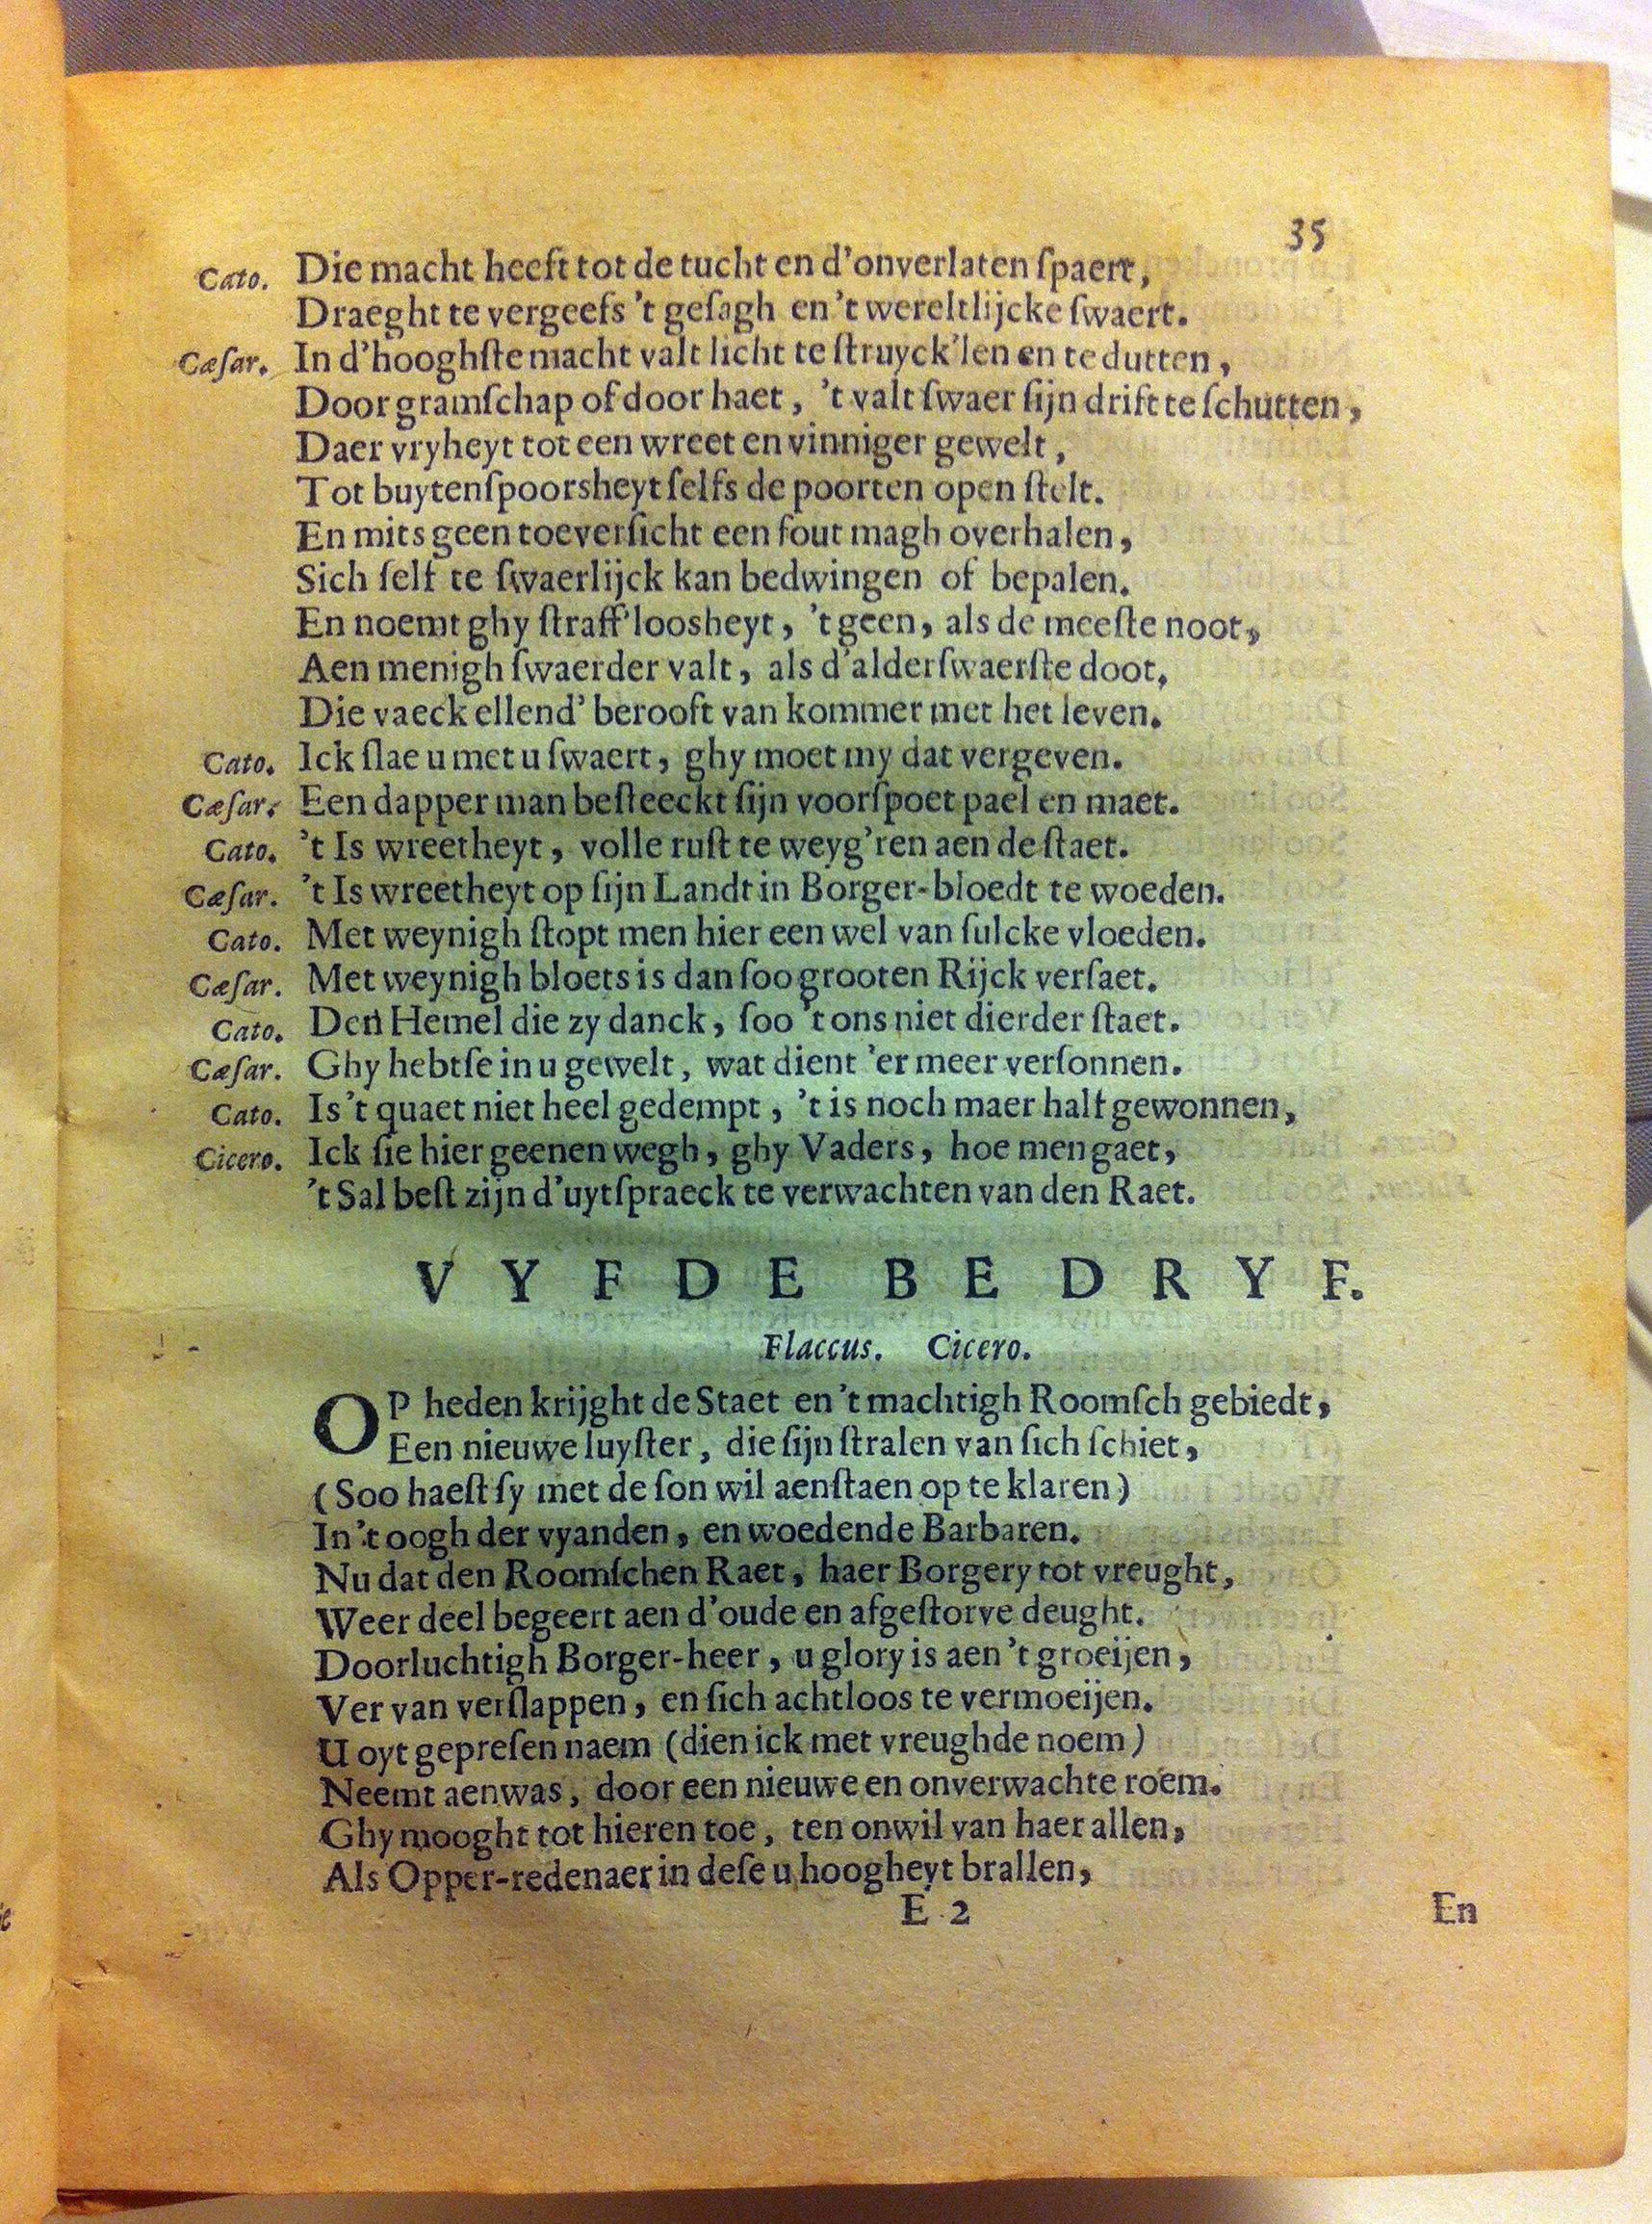 35
Cato. Die macht heeft tot de tucht en d'onverlaten ſpaert,
Draeght te vergeefs 't geſagh en 't wereltlijcke ſwaert.
Cæſar. In d'hooghſte macht valt licht te ſtruyck'len en te dutten,
Door gramſchap of door haet, 't valt ſwaer ſijn drift te ſchutten,
Daer vryheyt tot een wreet en vinniger gewelt,
Tot buytenſpoorsheyt ſelfs de poorten open ſtelt.
En mits geen toeverſicht een fout magh overhalen,
Sich ſelf te ſwaerlijck kan bedwingen of bepalen.
En noemt ghy ſtraff'loosheyt, 't geen, als de meeſte noot,
Aen menigh ſwaerder valt, als d'alderſwaerſte doot,
Die vaeck ellend' berooft van kommer met het leven.
Cato. Ick ſlae u met u ſwaert, ghy moet my dat vergeven.
Cæſar. Een dapper man beſteeckt ſijn voorſpoet pael en maet.
Cato. 't Is wreetheyt, volle ruſt te weyg'ren aen de ſtaet.
Cæſar. 't Is wreetheyt op ſijn Landt in Borger-bloedt te woeden.
Cato. Met weynigh ſtopt men hier een wel van ſulcke vloeden.
Cæſar. Met weynigh bloets is dan ſoo grooten Rijck verſaet.
Cato. Den Hemel die zy danck, ſoo 't ons niet dierder ſtaet.
Cæſar. Ghy hebtſe in u gewelt, wat dient 'er meer verſonnen.
Cato. Is 't quaet niet heel gedempt, 't is noch maer half gewonnen,
Cicero. Ick ſie hier geenen wegh, ghy Vaders, hoe men gaet,
't Sal beſt zijn d'uytſpraeck te verwachten van den Raet.
VYFDE BEDRYF.
Flaccus. Cicero.
OP heden krijght de Staet en 't machtigh Roomſch gebiedt,
Een nieuwe luyſter, die ſijn ſtralen van ſich ſchiet,
(Soo haeſt ſy met de ſon wil aenſtaen op te klaren)
In 't oogh der vyanden, en woedende Barbaren.
Nu dat den Roomſchen Raet, haer Borgery tot vreught,
Weer deel begeert aen d'oude en afgeſtorve deught.
Doorluchtigh Borger-heer, u glory is aen 't groeijen,
Ver van verſlappen, en ſich achtloos te vermoeijen.
U oyt gepreſen naem (dien ick met vreughde noem)
Neemt aenwas, door een nieuwe en onverwachte roem.
Ghy mooght tot hieren toe, ten onwil van haer allen,
Als Opper-redenaer in deſe u hoogheyt brallen,
E 2
En